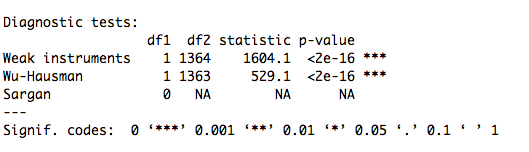 Diagnostic tests:
df1 df2 statistic p-value
Weak instruments 1 1364 1604.1 <2e-16 ***
Wu-Hausman 1 1363 529.1 <2e-16 ***
Sargan 0 NA NA NA
---
Signif. codes: 0 ‘***’ 0.001 ‘**’ 0.01 ‘*’ 0.05 ‘.’ 0.1 ‘ ’ 1